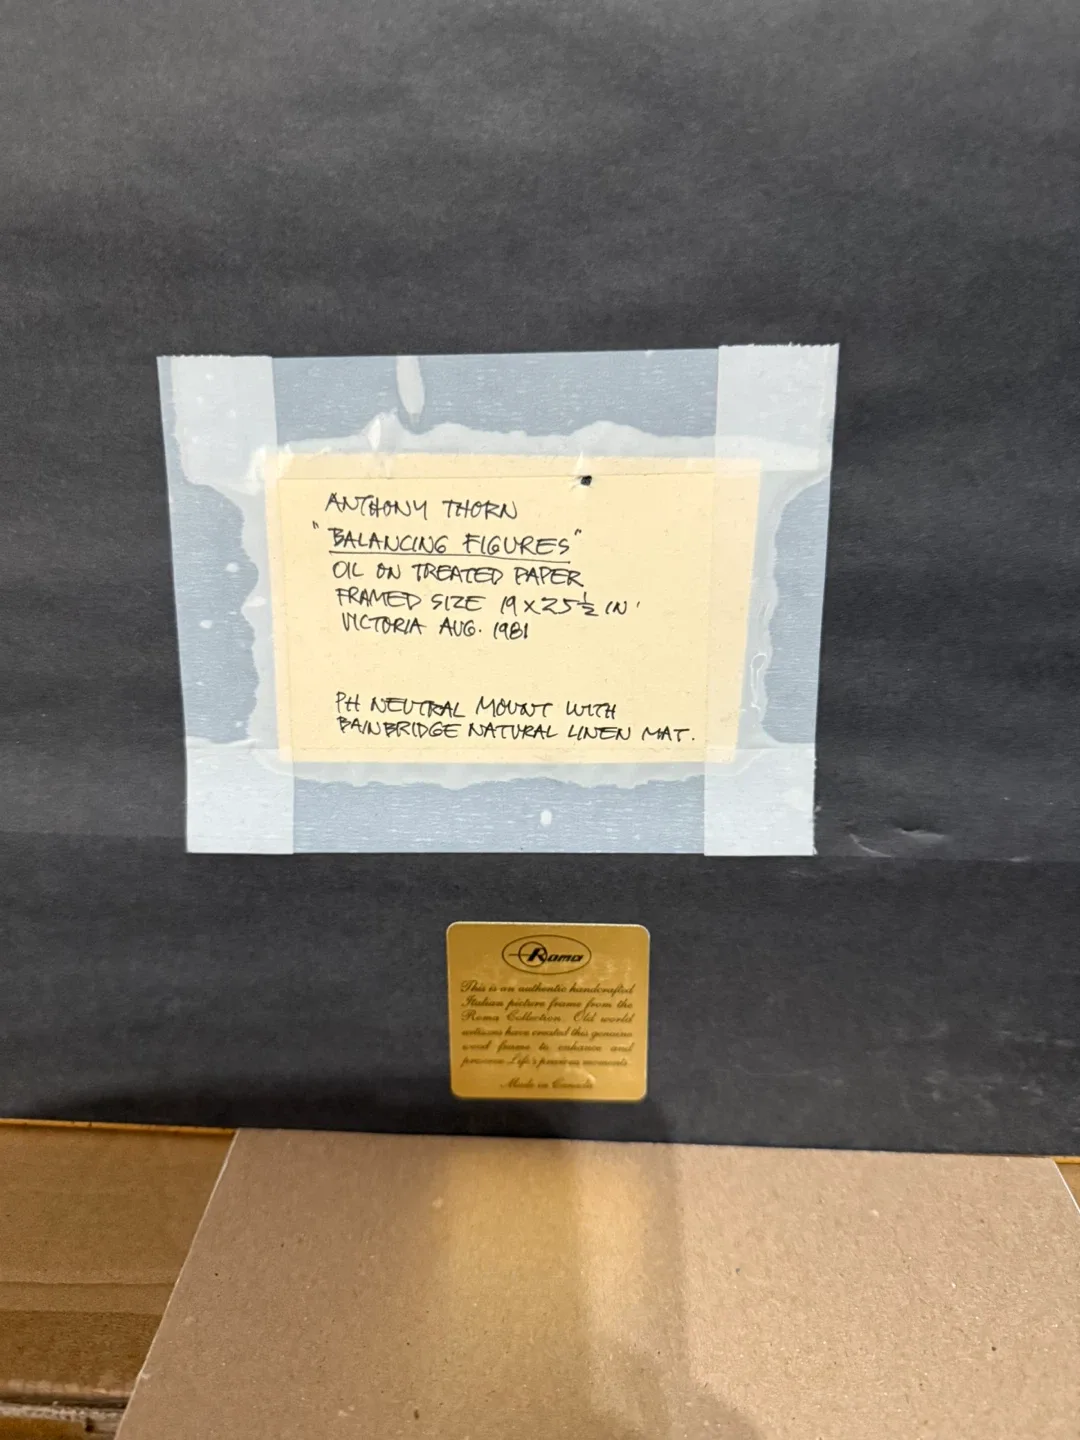 ANTHONY THORN
"BALANCING FIGURES"
OIL ON TREATED PAPER
FRAMED SIZE 19 X 25½ IN.
VICTORIA AUG. 1981
PH NEUTRAL MOUNT WITH
BAINBRIDGE NATURAL LINEN MAT.
Roma
This is an authentic handcrafted
Italian picture frame from the
Roma Collection. Old world
artisans have created this genuine
wood frame to enhance and
preserve Life's precious moments.
Made in Canada